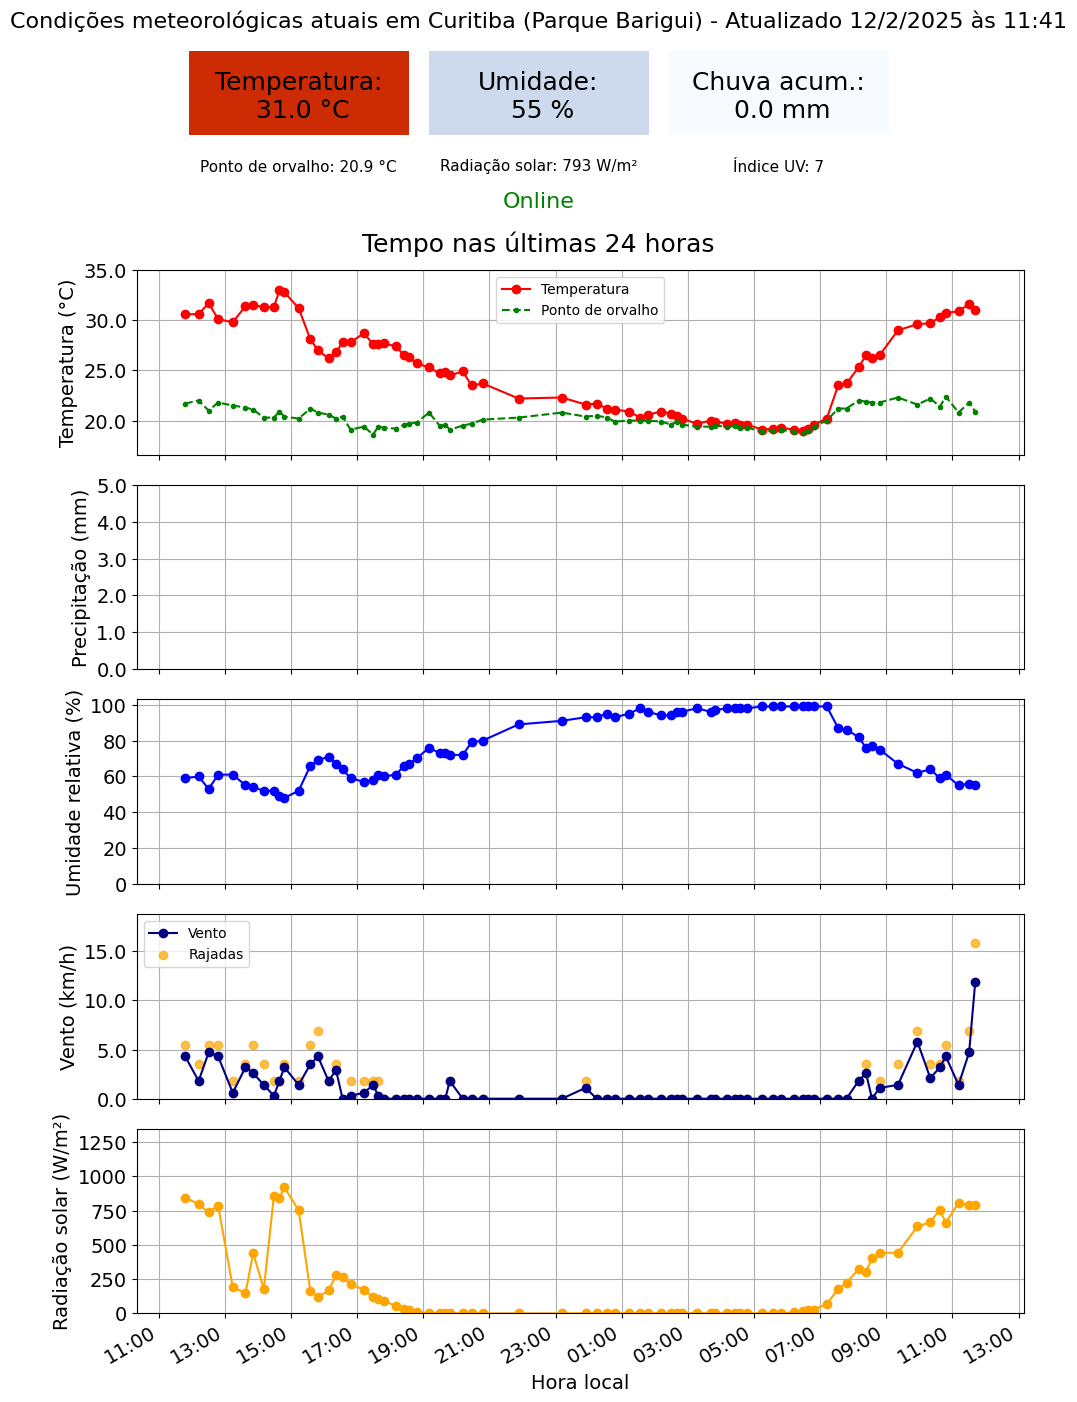 Condições meteorológicas atuais em Curitiba (Parque Barigui) - Atualizado 12/2/2025 às 11:41
Temperatura:
31.0 °C
Umidade:
55 %
Chuva acum.:
0.0 mm
Ponto de orvalho: 20.9 °C
Radiação solar: 793 W/m²
Índice UV: 7
Online
Tempo nas últimas 24 horas
Temperatura (°C)
35.0
30.0
25.0
20.0
Temperatura
Ponto de orvalho
Precipitação (mm)
5.0
4.0
3.0
2.0
1.0
0.0
Umidade relativa (%)
100
80
60
40
20
0
Vento (km/h)
15.0
10.0
5.0
0.0
Vento
Rajadas
Radiação solar (W/m²)
1250
1000
750
500
250
0
11:00
13:00
15:00
17:00
19:00
21:00
23:00
01:00
03:00
05:00
07:00
09:00
11:00
13:00
Hora local